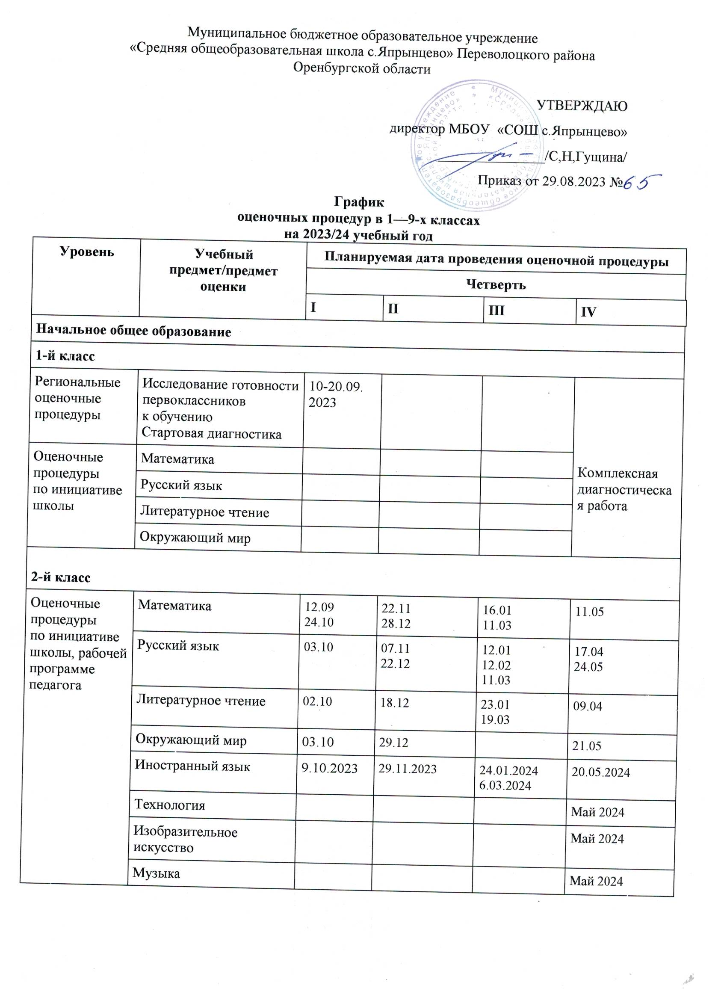 Муниципальное бюджетное образовательное учреждение
«Средняя общеобразовательная школа с.Япрынцево» Переволоцкого района
Оренбургской области
УТВЕРЖДАЮ
директор МБОУ «СОШ с.Япрынцево»
/С,Н,Гущина/
Приказ от 29.08.2023 №65
График
оценочных процедур в 1—9-х классах
на 2023/24 учебный год
Уровень
Учебный
предмет/предмет
оценки
Планируемая дата проведения оценочной процедуры
Четверть
I II III IV
Начальное общее образование
1-й класс
Региональные
оценочные
процедуры
Исследование готовности
первоклассников
к обучению
Стартовая диагностика
10-20.09.
2023
Оценочные
процедуры
по инициативе
школы
Математика
Русский язык
Литературное чтение
Окружающий мир
Комплексная
диагностическа
я работа
2-й класс
Оценочные
процедуры
по инициативе
школы, рабочей
программе
педагога
Математика
12.09
24.10
22.11
28.12
16.01
11.03
11.05
Русский язык
03.10
07.11
22.12
12.01
12.02
11.03
17.04
24.05
Литературное чтение
02.10
18.12
23.01
19.03
09.04
Окружающий мир
03.10
29.12
21.05
Иностранный язык
9.10.2023
29.11.2023
24.01.2024
6.03.2024
20.05.2024
Технология
Май 2024
Изобразительное
искусство
Май 2024
Музыка
Май 2024